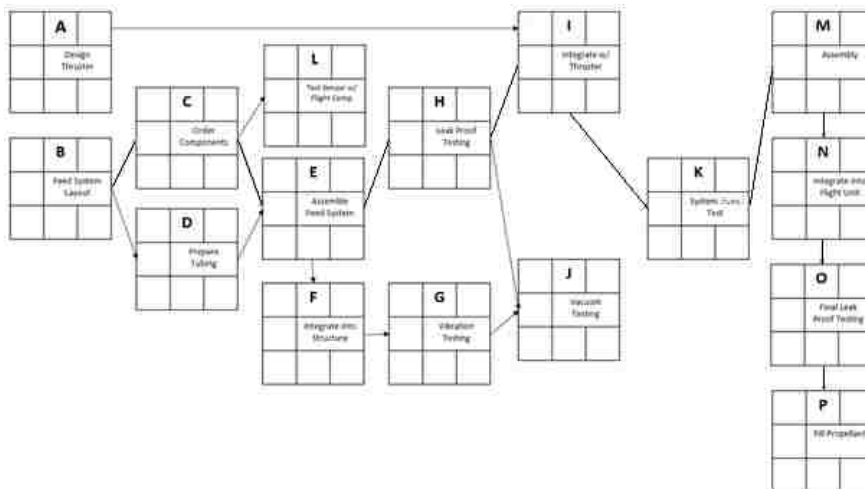 A
Design
Thruster
B
Feed System
Layout
C
Order
Components
D
Prepare
Tubing
L
Test Sensor w/
Flight Comp
E
Assemble
Feed System
F
Integrate into
Structure
H
Leak Proof
Testing
G
Vibration
Testing
I
Integrate w/
Thruster
J
Vacuum
Testing
K
System
Test
M
Assembly
N
Integrate into
Flight Unit
O
Final Leak
Proof Testing
P
Fill Propellant